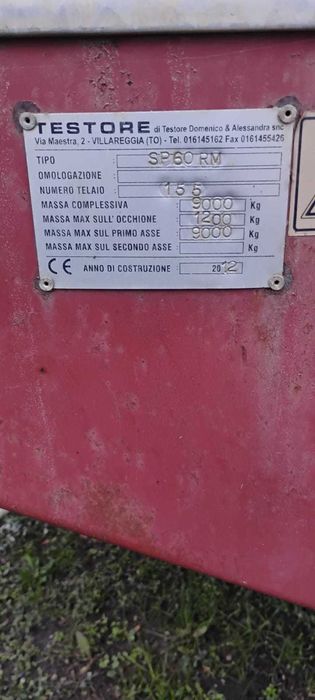 TESTORE di Testore Domenico & Alessandra snc
Via Maestra, 2 - VILLAREGGIA (TO) - Tel. 016145162 Fax 0161455426
TIPO SP60 RM
OMOLOGAZIONE
NUMERO TELAIO 155
MASSA COMPLESSIVA 9000 Kg
MASSA MAX SULL' OCCHIONE 1200 Kg
MASSA MAX SUL PRIMO ASSE 9000 Kg
MASSA MAX SUL SECONDO ASSE Kg
CE ANNO DI COSTRUZIONE 2012